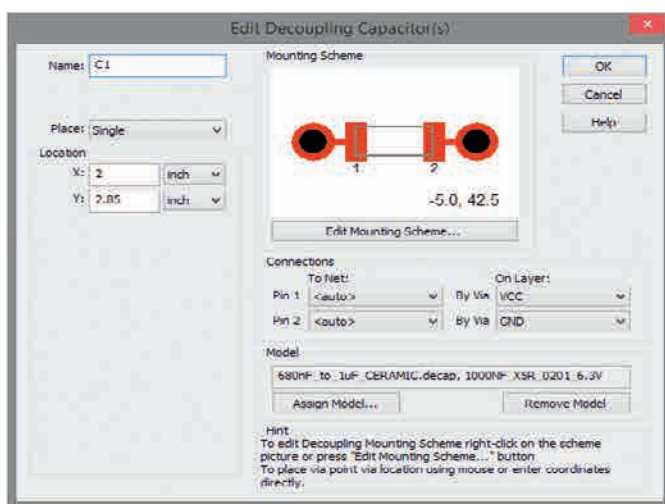 Edit Decoupling Capacitor(s)
Name: C1
Place: Single
Location
X: 2 inch
Y: 2.85 inch
Mounting Scheme
1 2
-5.0, 42.5
Edit Mounting Scheme...
OK
Cancel
Help
Connections
To Net: On Layer:
Pin 1 <auto> By Via VCC
Pin 2 <auto> By Via GND
Model
680nF_to_1uF_CERAMIC.decap, 1000NF_X5R_0201_6.3V
Assign Model... Remove Model
Hint
To edit Decoupling Mounting Scheme right-click on the scheme
picture or press "Edit Mounting Scheme..." button
To place via point via location using mouse or enter coordinates
directly.